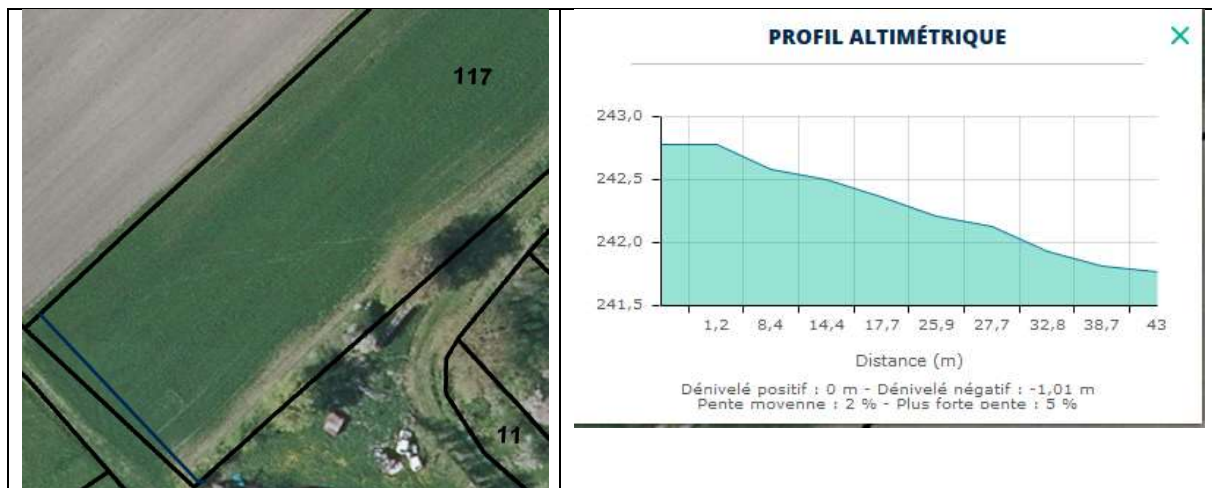 117
11
PROFIL ALTIMÉTRIQUE
243,0
242,5
242,0
241,5
1,2 8,4 14,4 17,7 25,9 27,7 32,8 38,7 43
Distance (m)
Dénivelé positif : 0 m - Dénivelé négatif : -1,01 m
Pente moyenne : 2 % - Plus forte pente : 5 %